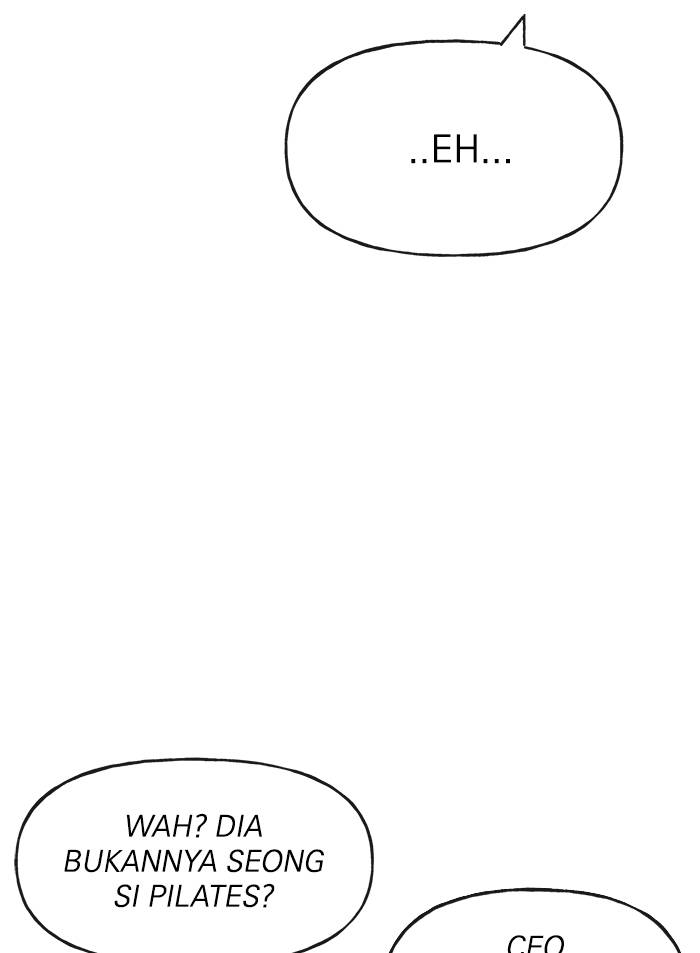 ..EH...
WAH? DIA
BUKANNYA SEONG
SI PILATES?
CEO